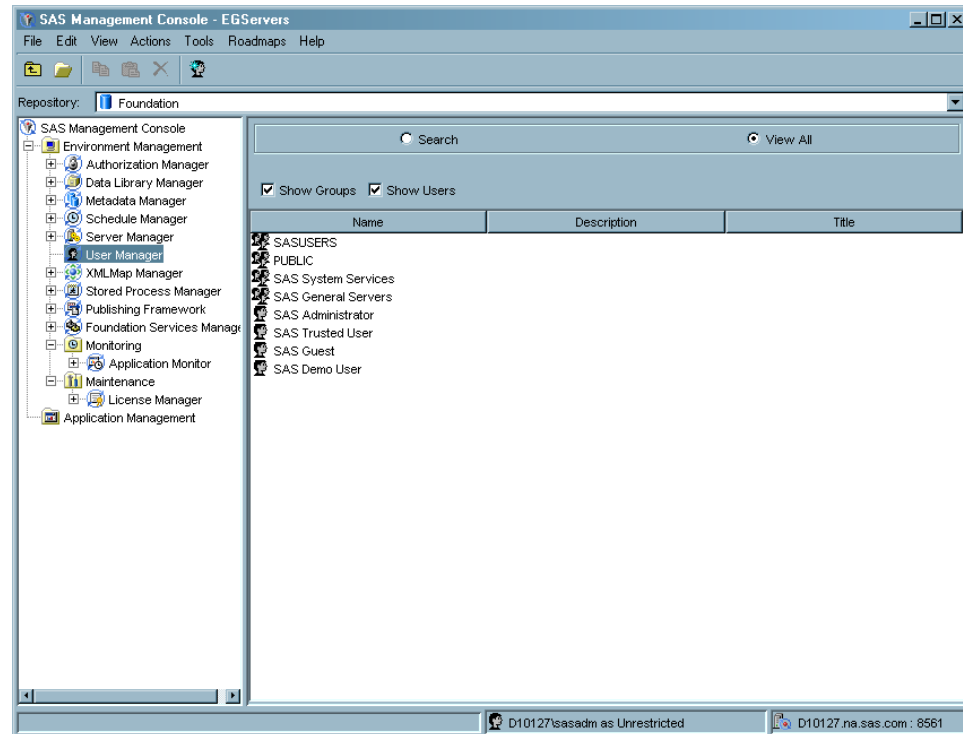 SAS Management Console - EGServers
File Edit View Actions Tools Roadmaps Help
Repository: Foundation
SAS Management Console
Environment Management
Authorization Manager
Data Library Manager
Metadata Manager
Schedule Manager
Server Manager
User Manager
XMLMap Manager
Stored Process Manager
Publishing Framework
Foundation Services Manage
Monitoring
Application Monitor
Maintenance
License Manager
Application Management
Search View All
Show Groups Show Users
Name Description Title
SASUSERS
PUBLIC
SAS System Services
SAS General Servers
SAS Administrator
SAS Trusted User
SAS Guest
SAS Demo User
D10127\sasadm as Unrestricted D10127.na.sas.com : 8561